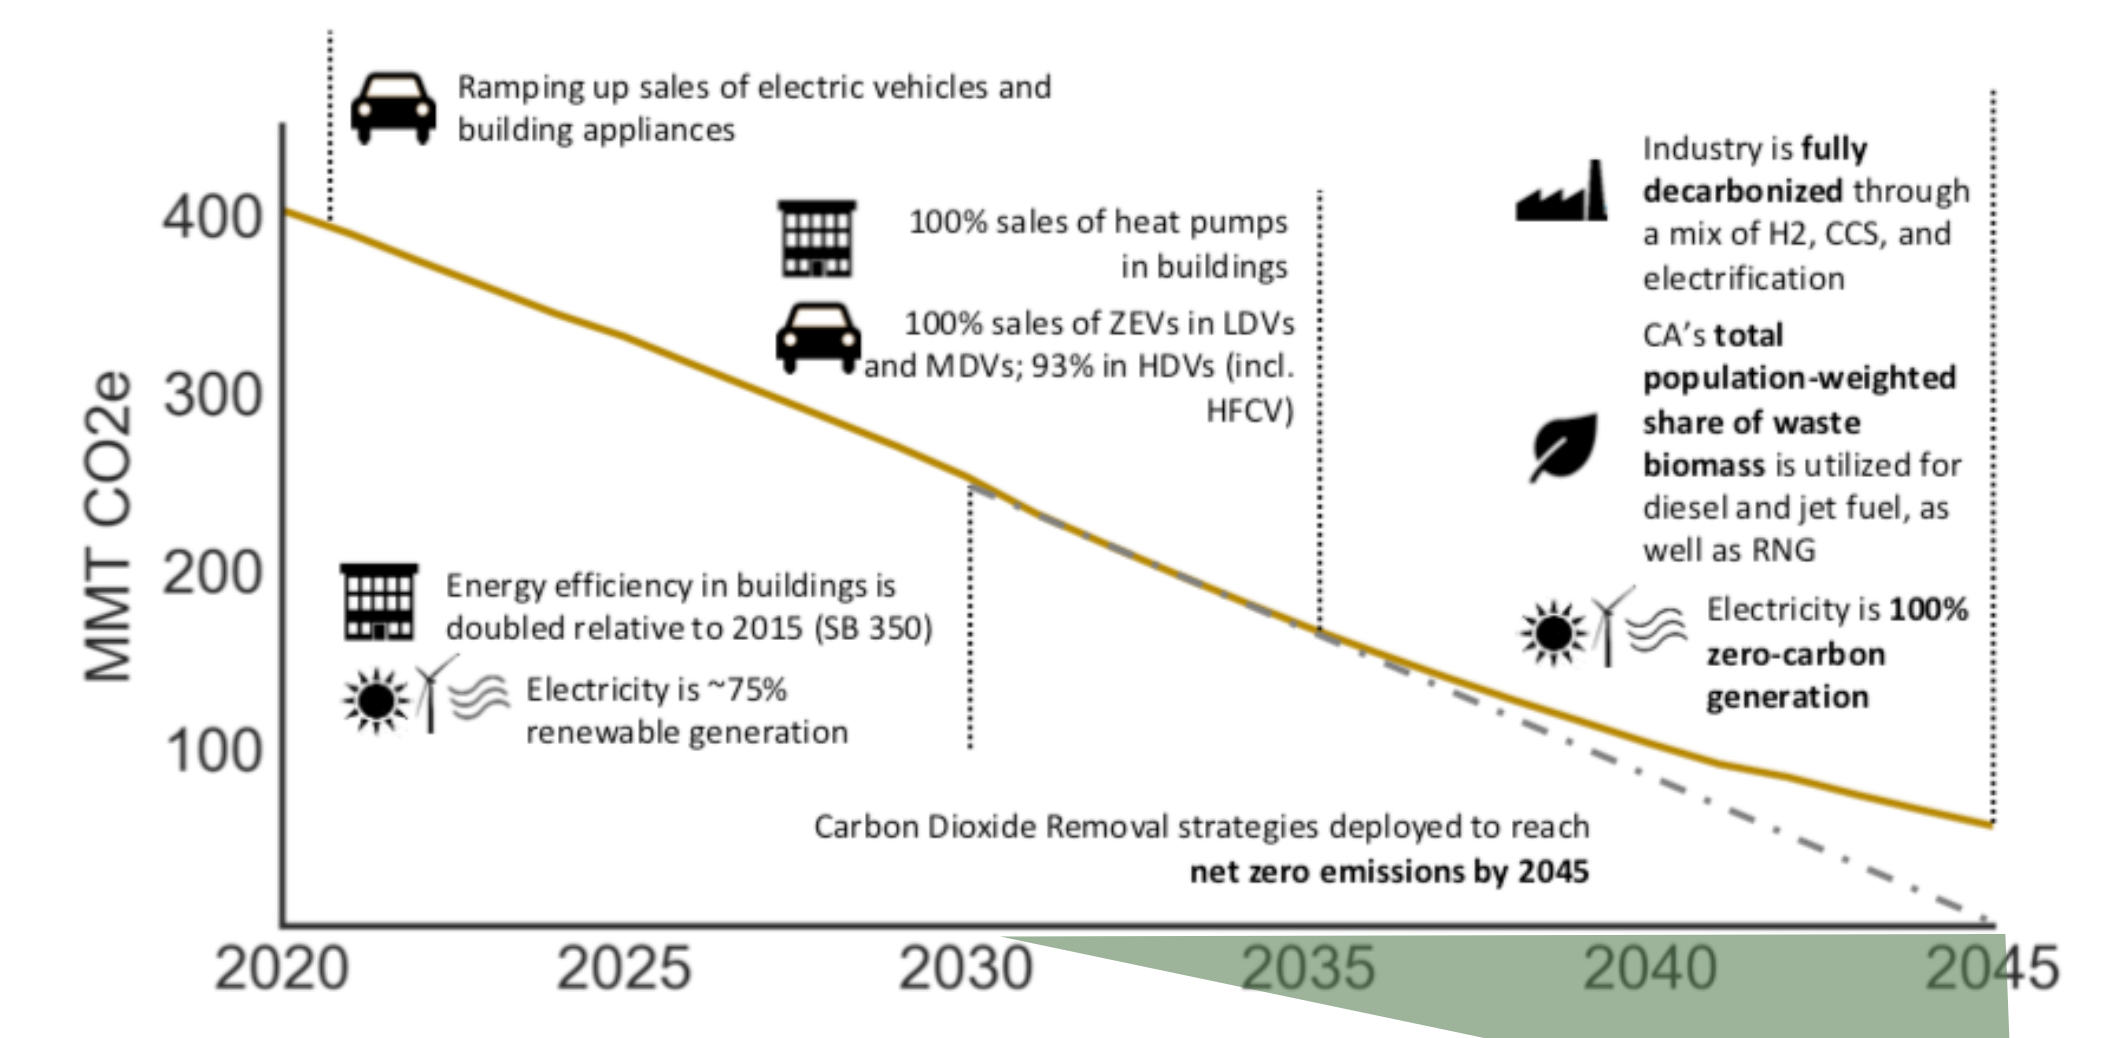 Ramping up sales of electric vehicles and
building appliances
100% sales of heat pumps
in buildings
100% sales of ZEVs in LDVs
and MDVs; 93% in HDVs (incl.
HFCV)
Industry is fully
decarbonized through
a mix of H2, CCS, and
electrification
CA's total
population-weighted
share of waste
biomass is utilized for
diesel and jet fuel, as
well as RNG
Electricity is 100%
zero-carbon
generation
MMT CO2e
400
300
200
100
Energy efficiency in buildings is
doubled relative to 2015 (SB 350)
Electricity is ~75%
renewable generation
Carbon Dioxide Removal strategies deployed to reach
net zero emissions by 2045
2020 2025 2030 2035 2040 2045